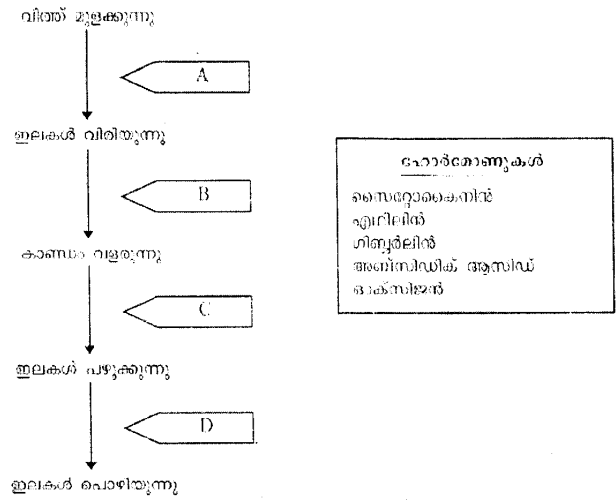 വിത്ത് മുളക്കുന്നു
A
ഇലകൾ വിരിയുന്നു
B
കാണ്ഡം വളരുന്നു
C
ഇലകൾ പഴുക്കുന്നു
D
ഇലകൾ പൊഴിയുന്നു
ഹോർമോണുകൾ
സൈറ്റോകൈനിൻ
എഥിലിൻ
ഗിബ്ബർലിൻ
അബ്സിഡിക് ആസിഡ്
ഓക്സിജൻ